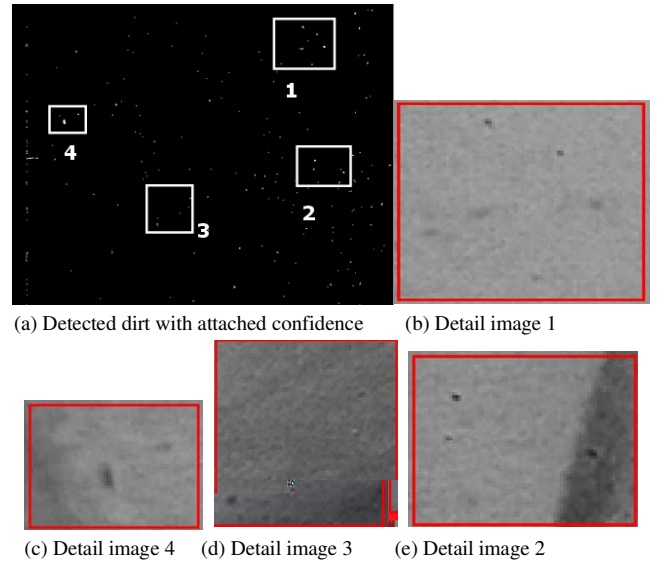 1
4
2
3
(a) Detected dirt with attached confidence
(b) Detail image 1
(c) Detail image 4
(d) Detail image 3
(e) Detail image 2